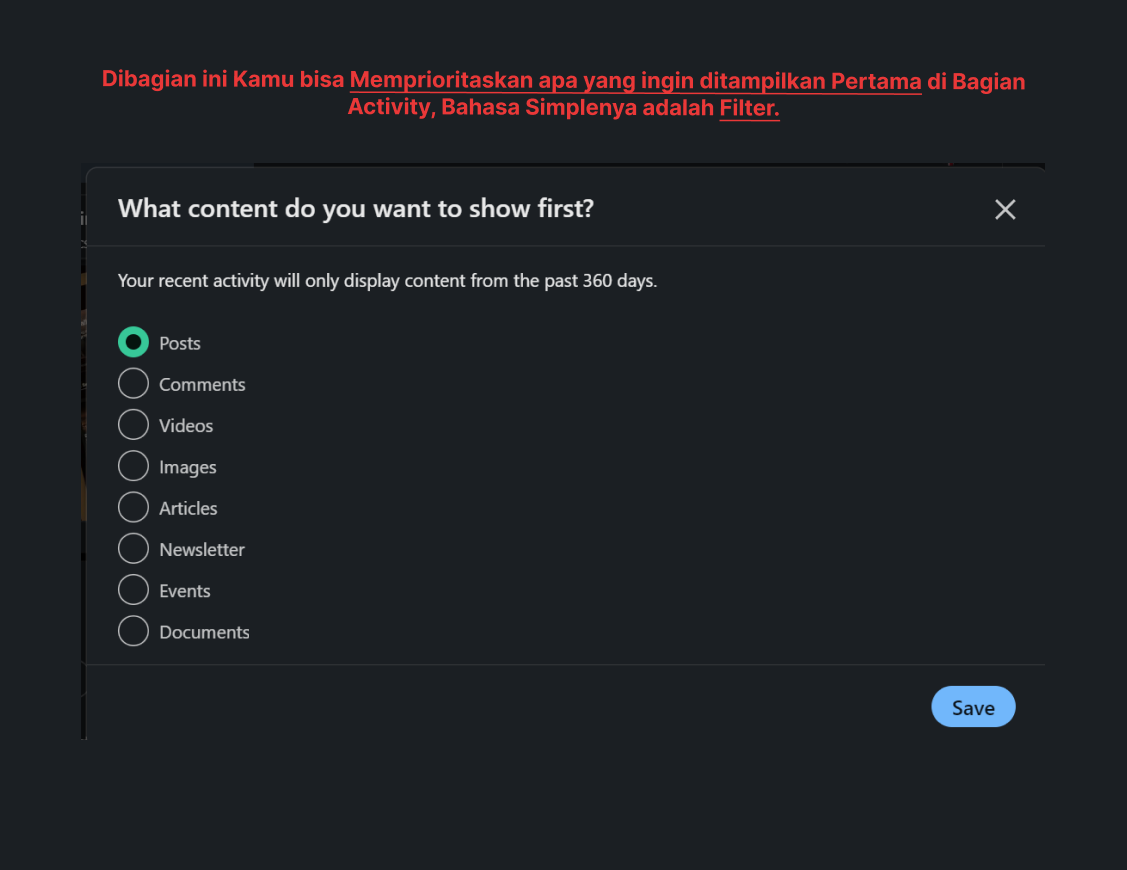 Dibagian ini Kamu bisa Memprioritaskan apa yang ingin ditampilkan Pertama di Bagian
Activity, Bahasa Simplenya adalah Filter.
What content do you want to show first?
Your recent activity will only display content from the past 360 days.
Posts
Comments
Videos
Images
Articles
Newsletter
Events
Documents
Save